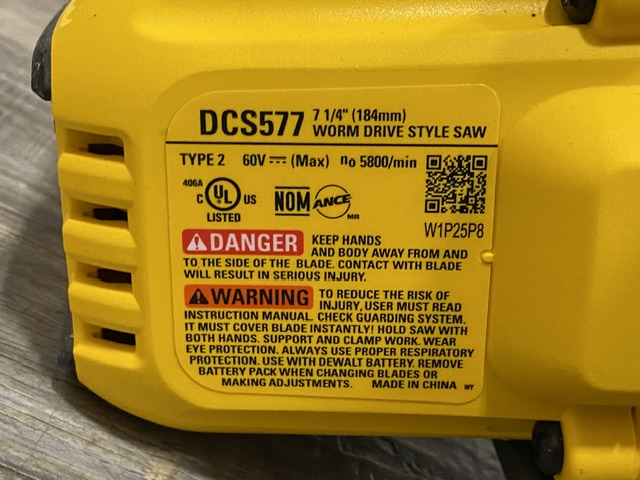 DCS577 7 1/4" (184mm)
WORM DRIVE STYLE SAW
TYPE 2 60V⎓ (Max) n₀ 5800/min
406A
C UL US
LISTED
NOM ANCE
MR
W1P25P8
⚠DANGER KEEP HANDS
AND BODY AWAY FROM AND
TO THE SIDE OF THE BLADE. CONTACT WITH BLADE
WILL RESULT IN SERIOUS INJURY.
⚠WARNING TO REDUCE THE RISK OF
INJURY, USER MUST READ
INSTRUCTION MANUAL. CHECK GUARDING SYSTEM.
IT MUST COVER BLADE INSTANTLY! HOLD SAW WITH
BOTH HANDS. SUPPORT AND CLAMP WORK. WEAR
EYE PROTECTION. ALWAYS USE PROPER RESPIRATORY
PROTECTION. USE WITH DEWALT BATTERY. REMOVE
BATTERY PACK WHEN CHANGING BLADES OR
MAKING ADJUSTMENTS. MADE IN CHINA WY